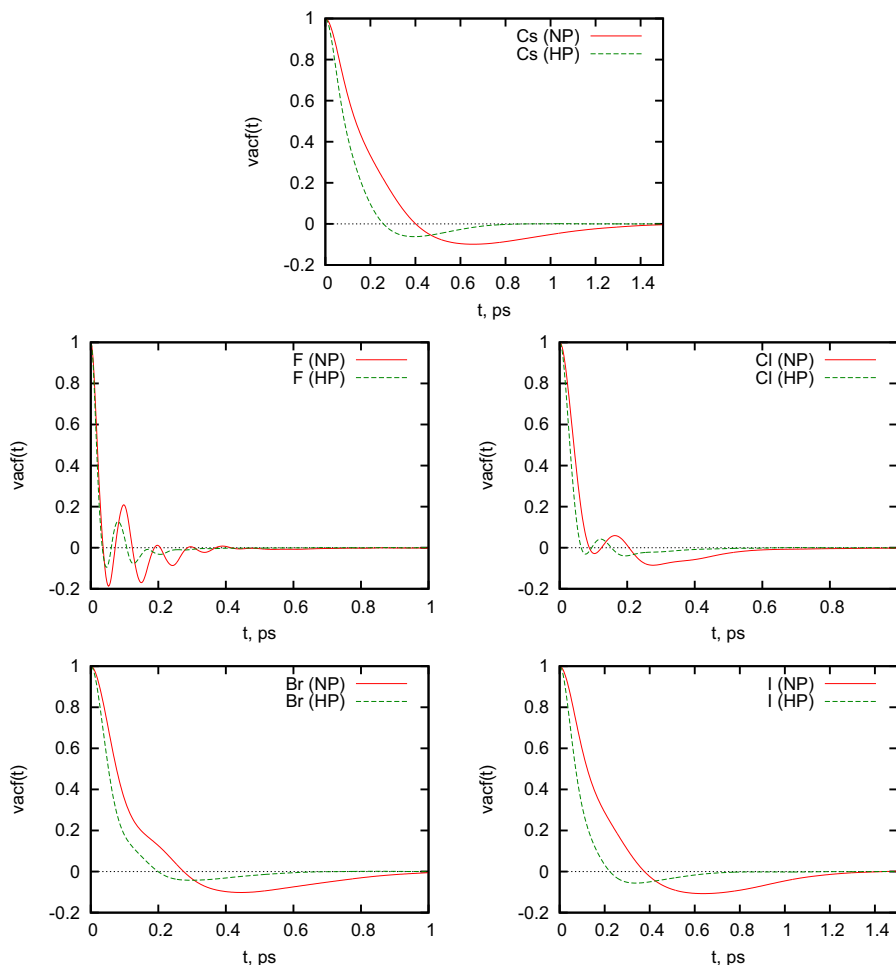 Cs (NP)
Cs (HP)
vacf(t)
1
0.8
0.6
0.4
0.2
0
-0.2
0 0.2 0.4 0.6 0.8 1 1.2 1.4
t, ps
F (NP)
F (HP)
vacf(t)
1
0.8
0.6
0.4
0.2
0
-0.2
0 0.2 0.4 0.6 0.8 1
t, ps
Cl (NP)
Cl (HP)
vacf(t)
1
0.8
0.6
0.4
0.2
0
-0.2
0 0.2 0.4 0.6 0.8
t, ps
Br (NP)
Br (HP)
vacf(t)
1
0.8
0.6
0.4
0.2
0
-0.2
0 0.2 0.4 0.6 0.8 1
t, ps
I (NP)
I (HP)
vacf(t)
1
0.8
0.6
0.4
0.2
0
-0.2
0 0.2 0.4 0.6 0.8 1 1.2 1.4
t, ps